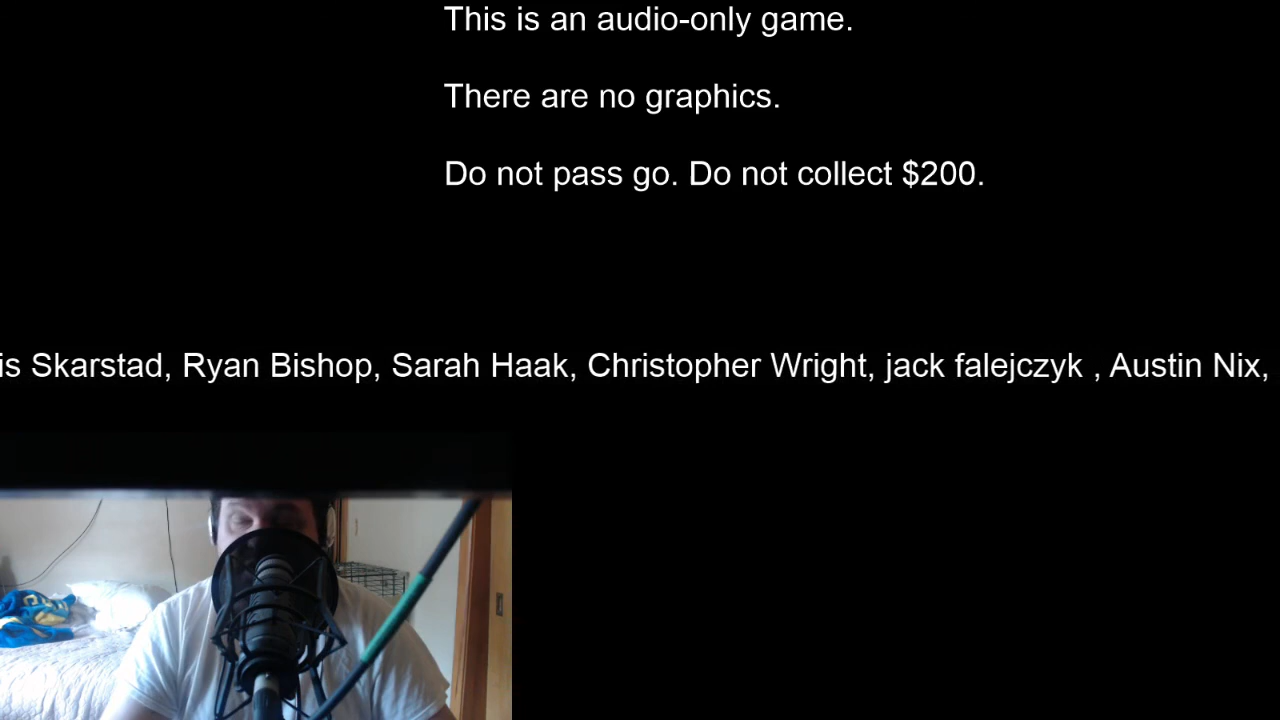 This is an audio-only game.
There are no graphics.
Do not pass go. Do not collect $200.
is Skarstad, Ryan Bishop, Sarah Haak, Christopher Wright, jack falejczyk , Austin Nix,